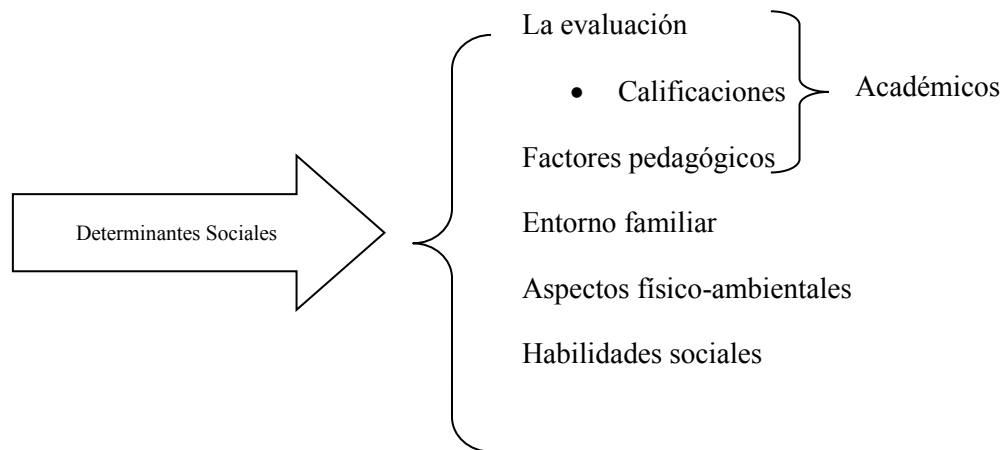 La evaluación
• Calificaciones
Académicos
Factores pedagógicos
Determinantes Sociales
Entorno familiar
Aspectos físico-ambientales
Habilidades sociales